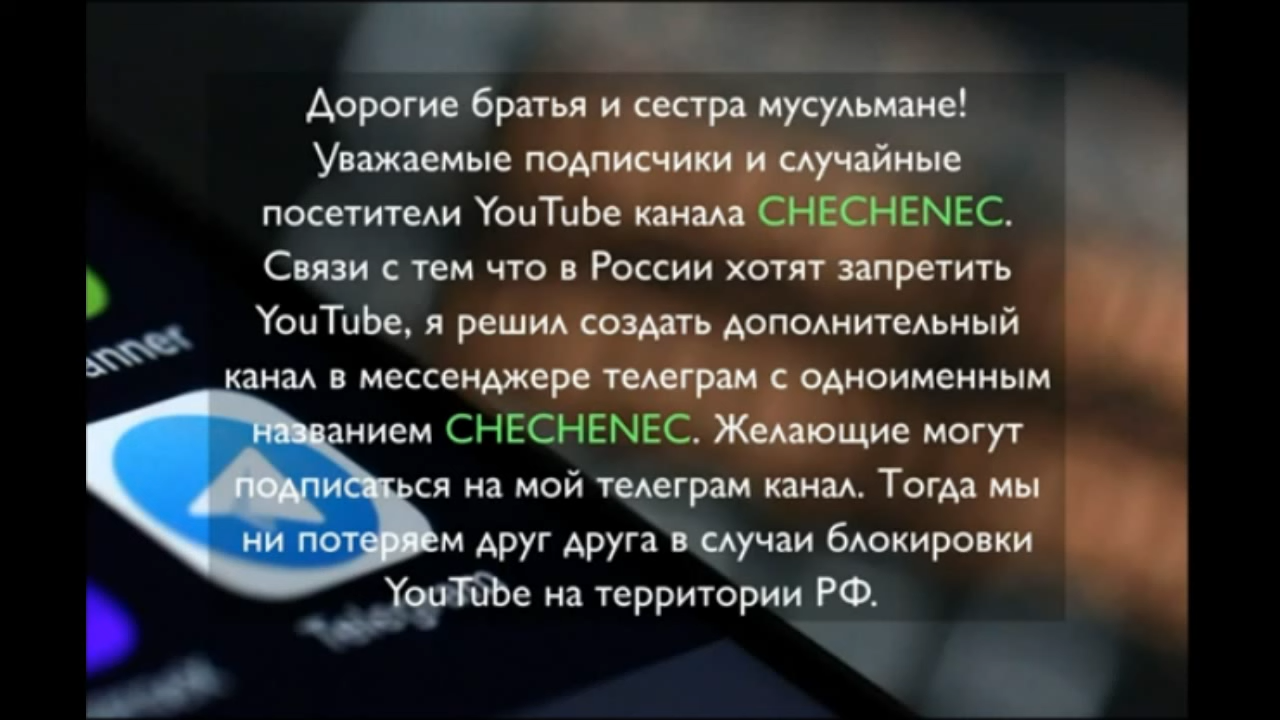 Дорогие братья и сестра мусульмане!
Уважаемые подписчики и случайные
посетители YouTube канала CHECHENEC.
Связи с тем что в России хотят запретить
YouTube, я решил создать дополнительный
канал в мессенджере телеграм с одноименным
названием CHECHENEC. Желающие могут
подписаться на мой телеграм канал. Тогда мы
ни потеряем друг друга в случаи блокировки
YouTube на территории РФ.
anner
Telegram